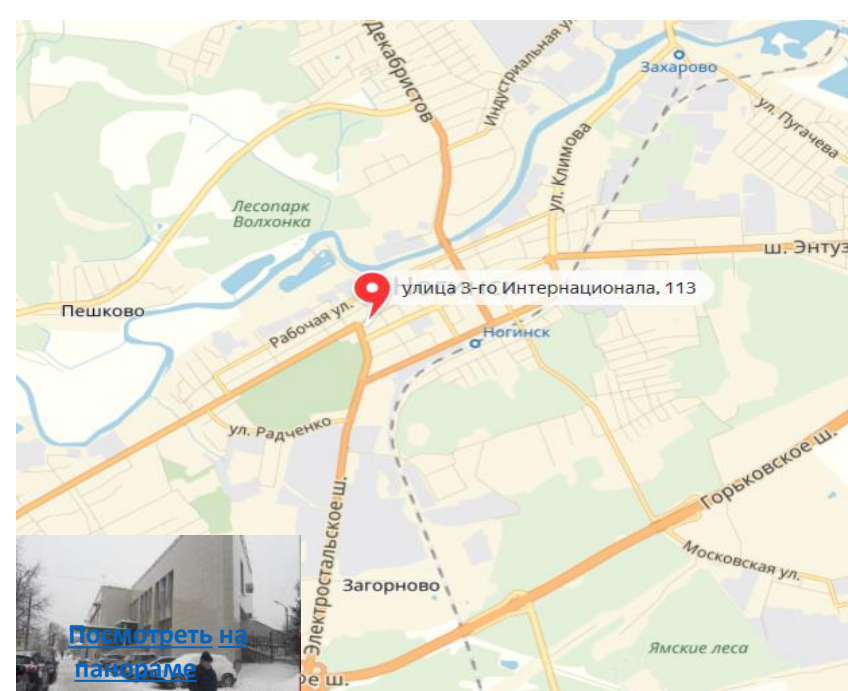 Декабристов
Индустриальная ул.
Захарово
ул. Пугачева
ул. Климова
Лесопарк
Волхонка
ш. Энтуз
улица 3-го Интернационала, 113
Пешково
Рабочая ул.
Ногинск
ул. Радченко
Горьковское ш.
Московская ул.
Электростальское ш.
Загорново
Посмотреть на
панораме
Ямские леса
ое ш.